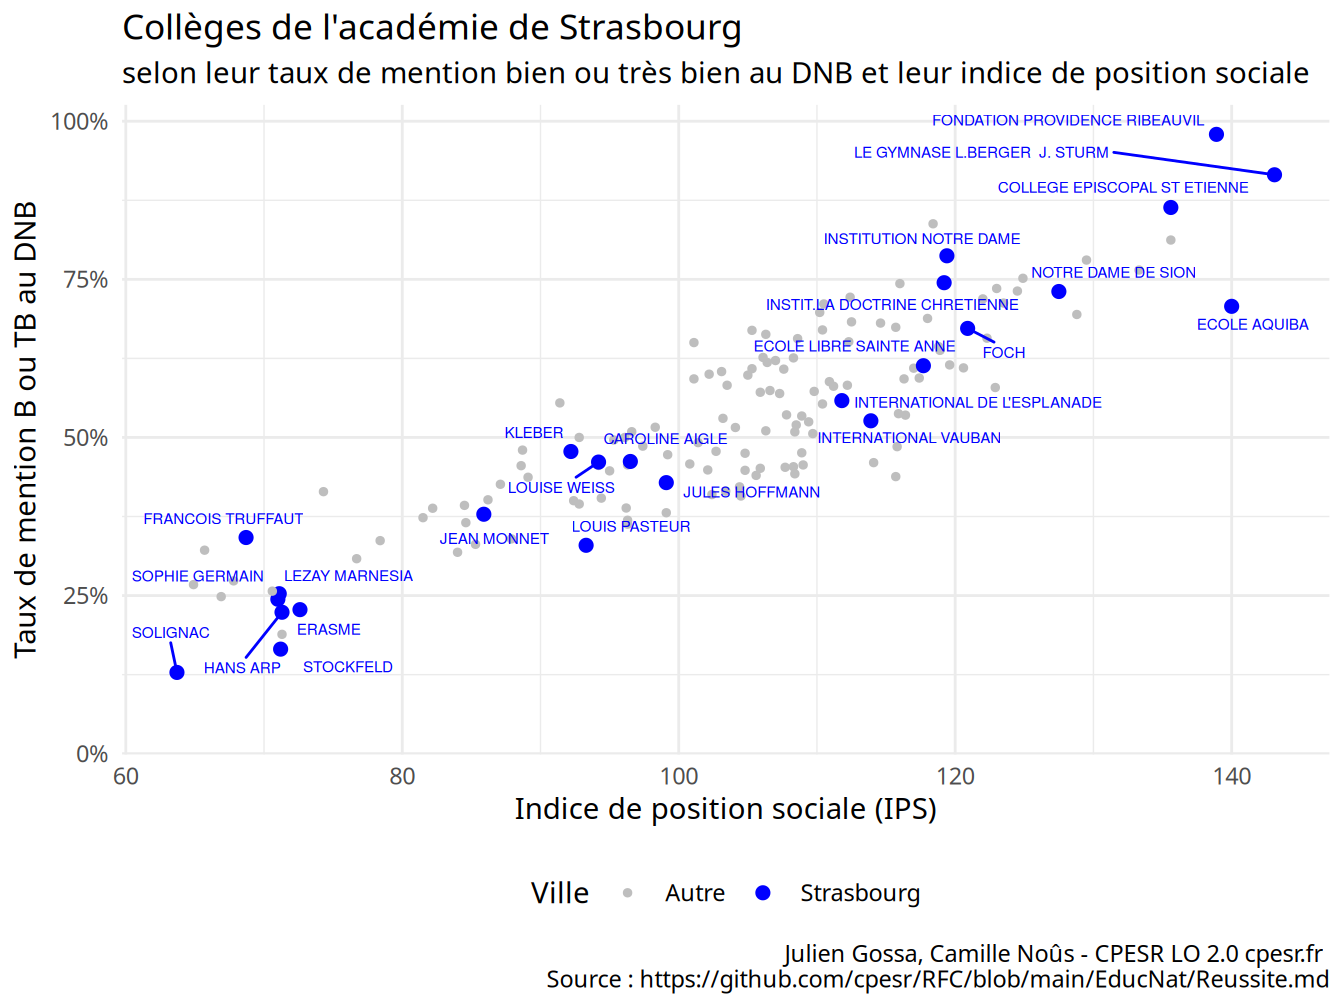 Collèges de l'académie de Strasbourg
selon leur taux de mention bien ou très bien au DNB et leur indice de position sociale
Taux de mention B ou TB au DNB
100%
75%
50%
25%
0%
FONDATION PROVIDENCE RIBEAUVIL
LE GYMNASE L.BERGER  J. STURM
COLLEGE EPISCOPAL ST ETIENNE
INSTITUTION NOTRE DAME
NOTRE DAME DE SION
INSTIT.LA DOCTRINE CHRETIENNE
ECOLE AQUIBA
ECOLE LIBRE SAINTE ANNE
FOCH
INTERNATIONAL DE L'ESPLANADE
KLEBER
CAROLINE AIGLE
INTERNATIONAL VAUBAN
LOUISE WEISS
JULES HOFFMANN
FRANCOIS TRUFFAUT
LOUIS PASTEUR
JEAN MONNET
SOPHIE GERMAIN
LEZAY MARNESIA
SOLIGNAC
ERASME
HANS ARP
STOCKFELD
60
80
100
120
140
Indice de position sociale (IPS)
Ville
Autre
Strasbourg
Julien Gossa, Camille Noûs - CPESR LO 2.0 cpesr.fr
Source : https://github.com/cpesr/RFC/blob/main/EducNat/Reussite.md